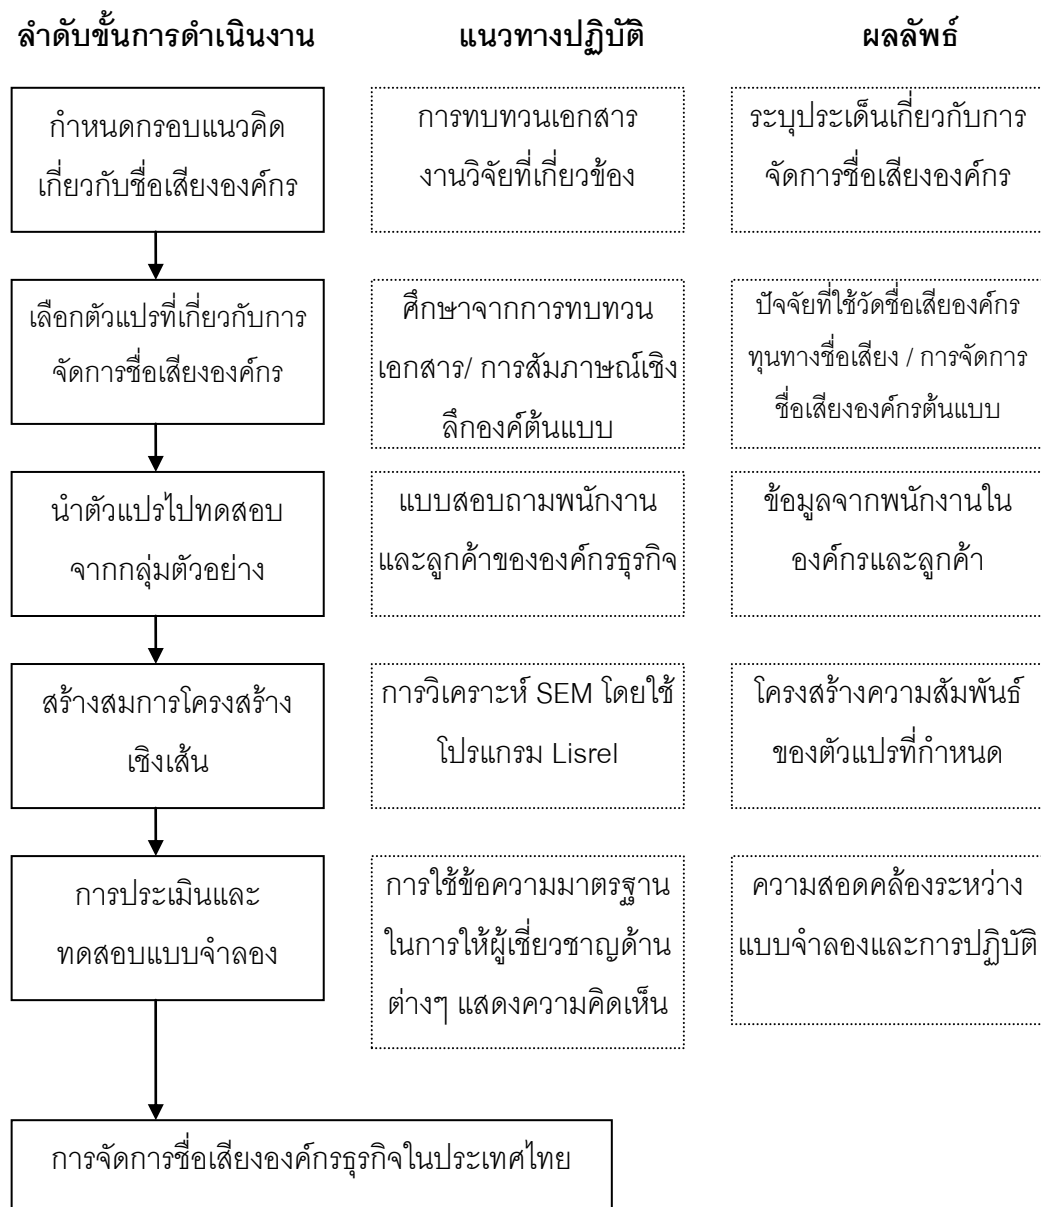 ลำดับขั้นการดำเนินงาน
แนวทางปฏิบัติ
ผลลัพธ์
กำหนดกรอบแนวคิด
เกี่ยวกับชื่อเสียงองค์กร
การทบทวนเอกสาร
งานวิจัยที่เกี่ยวข้อง
ระบุประเด็นเกี่ยวกับการ
จัดการชื่อเสียงองค์กร
เลือกตัวแปรที่เกี่ยวกับการ
จัดการชื่อเสียงองค์กร
ศึกษาจากการทบทวน
เอกสาร/ การสัมภาษณ์เชิง
ลึกองค์ต้นแบบ
ปัจจัยที่ใช้วัดชื่อเสียองค์กร
ทุนทางชื่อเสียง / การจัดการ
ชื่อเสียงองค์กรต้นแบบ
นำตัวแปรไปทดสอบ
จากกลุ่มตัวอย่าง
แบบสอบถามพนักงาน
และลูกค้าขององค์กรธุรกิจ
ข้อมูลจากพนักงานใน
องค์กรและลูกค้า
สร้างสมการโครงสร้าง
เชิงเส้น
การวิเคราะห์ SEM โดยใช้
โปรแกรม Lisrel
โครงสร้างความสัมพันธ์
ของตัวแปรที่กำหนด
การประเมินและ
ทดสอบแบบจำลอง
การใช้ข้อความมาตรฐาน
ในการให้ผู้เชี่ยวชาญด้าน
ต่างๆ แสดงความคิดเห็น
ความสอดคล้องระหว่าง
แบบจำลองและการปฏิบัติ
การจัดการชื่อเสียงองค์กรธุรกิจในประเทศไทย